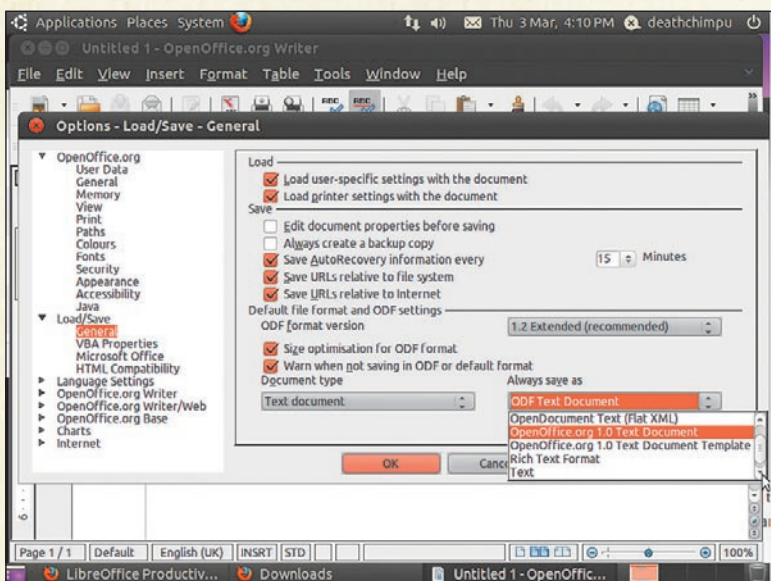 Applications Places System Thu 3 Mar, 4:10 PM deathchimpu
Untitled 1 - OpenOffice.org Writer
File Edit View Insert Format Table Tools Window Help
Options - Load/Save - General
OpenOffice.org
User Data
General
Memory
View
Print
Paths
Colours
Fonts
Security
Appearance
Accessibility
Java
Load/Save
General
VBA Properties
Microsoft Office
HTML Compatibility
Language Settings
OpenOffice.org Writer
OpenOffice.org Writer/Web
OpenOffice.org Base
Charts
Internet
Load
Load user-specific settings with the document
Load printer settings with the document
Save
Edit document properties before saving
Always create a backup copy
Save AutoRecovery information every 15 Minutes
Save URLs relative to file system
Save URLs relative to Internet
Default file format and ODF settings
ODF format version 1.2 Extended (recommended)
Size optimisation for ODF format
Warn when not saving in ODF or default format
Document type Always save as
Text document ODF Text Document
OpenDocument Text (Flat XML)
OpenOffice.org 1.0 Text Document
OpenOffice.org 1.0 Text Document Template
Rich Text Format
Text
OK Canc
Page 1 / 1 Default English (UK) INSRT STD 100%
LibreOffice Productiv... Downloads Untitled 1 - OpenOffic...